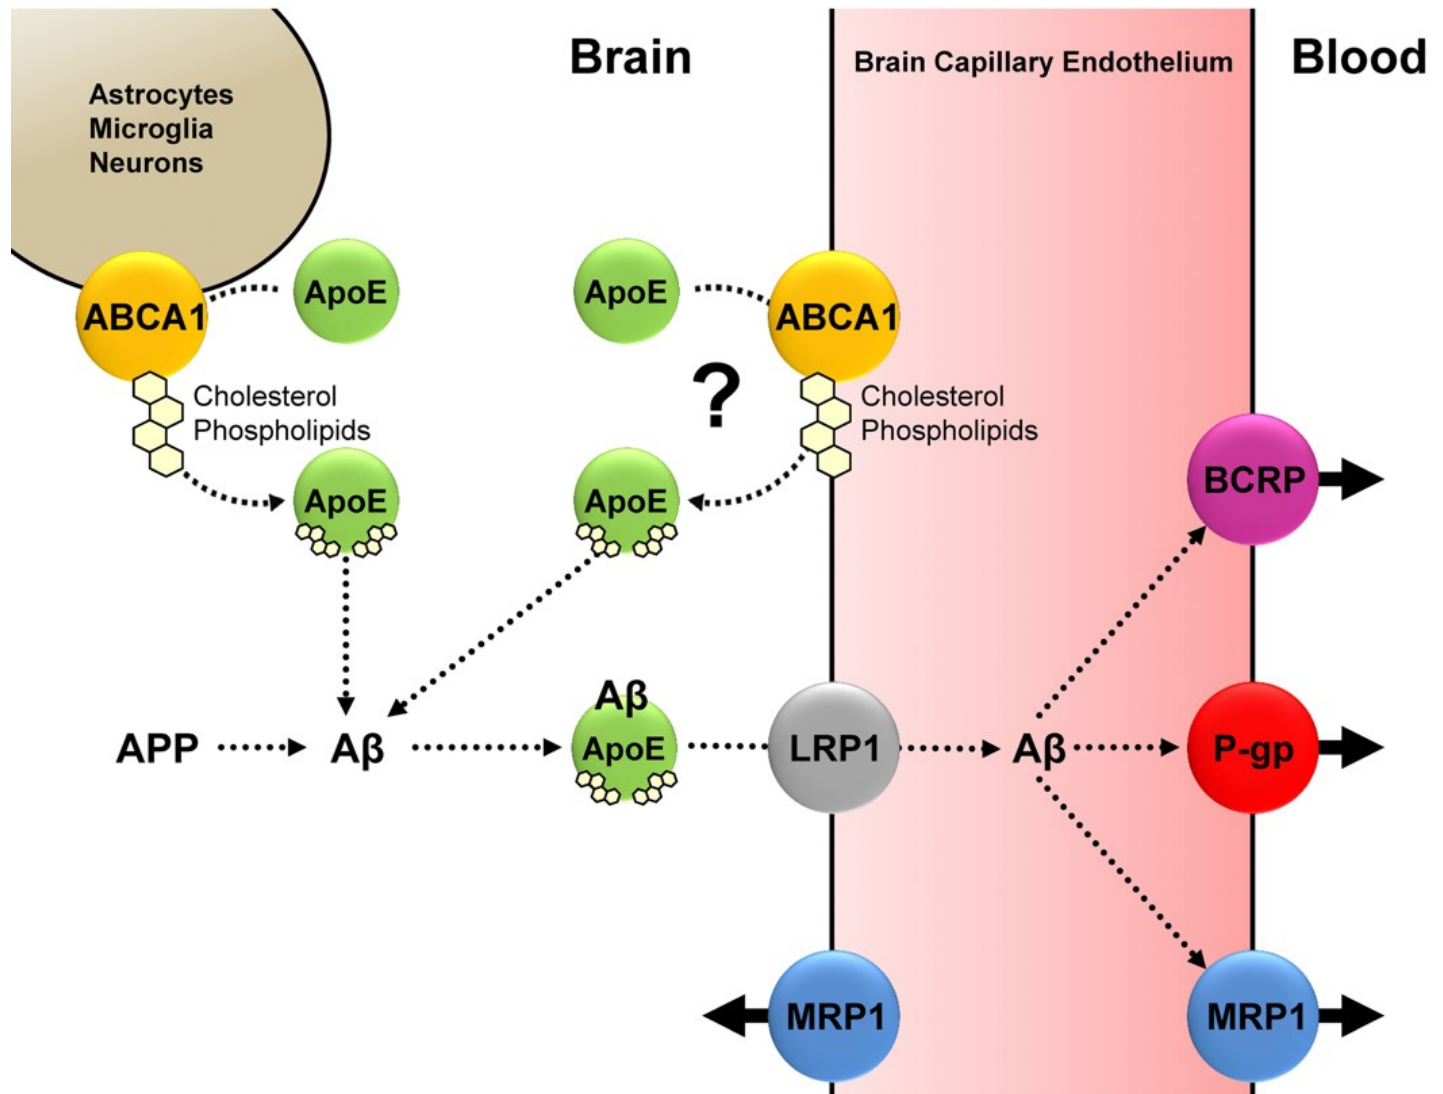 Brain
Brain Capillary Endothelium
Blood
Astrocytes
Microglia
Neurons
ABCA1
ApoE
ApoE
ABCA1
Cholesterol
Phospholipids
?
Cholesterol
Phospholipids
ApoE
ApoE
BCRP
APP
Aβ
Aβ
ApoE
LRP1
Aβ
P-gp
MRP1
MRP1